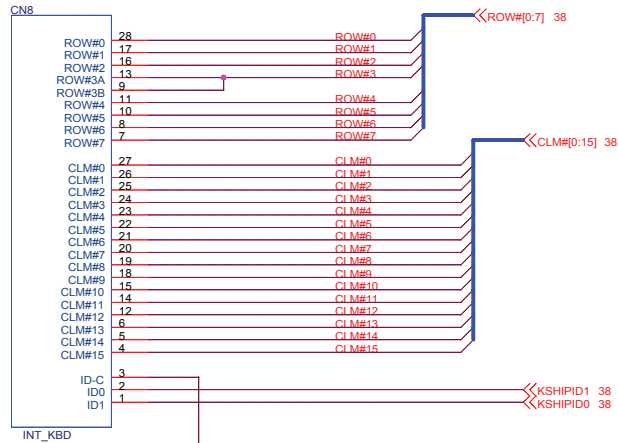 CN8
ROW#[0:7] 38
ROW#0 28 ROW#0
ROW#1 17 ROW#1
ROW#2 16 ROW#2
ROW#3A 13 ROW#3
ROW#3B 9
ROW#4 11 ROW#4
ROW#5 10 ROW#5
ROW#6 8 ROW#6
ROW#7 7 ROW#7
CLM#[0:15] 38
CLM#0 27 CLM#0
CLM#1 26 CLM#1
CLM#2 25 CLM#2
CLM#3 24 CLM#3
CLM#4 23 CLM#4
CLM#5 22 CLM#5
CLM#6 21 CLM#6
CLM#7 20 CLM#7
CLM#8 19 CLM#8
CLM#9 18 CLM#9
CLM#10 15 CLM#10
CLM#11 14 CLM#11
CLM#12 12 CLM#12
CLM#13 6 CLM#13
CLM#14 5 CLM#14
CLM#15 4 CLM#15
ID-C 3
ID0 2 KSHIPID1 38
ID1 1 KSHIPID0 38
INT_KBD